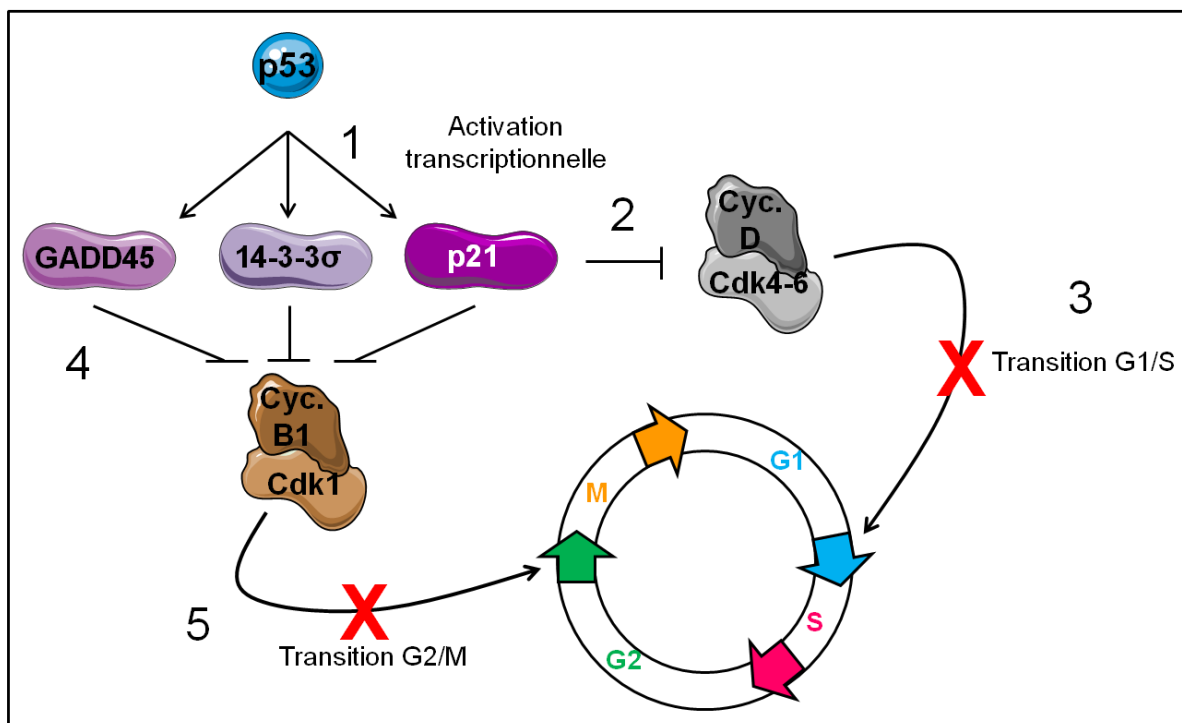 p53
1
Activation
transcriptionnelle
GADD45
14-3-3σ
p21
2
Cyc.
D
Cdk4-6
3
Transition G1/S
4
Cyc.
B1
Cdk1
5
Transition G2/M
G1
M
S
G2